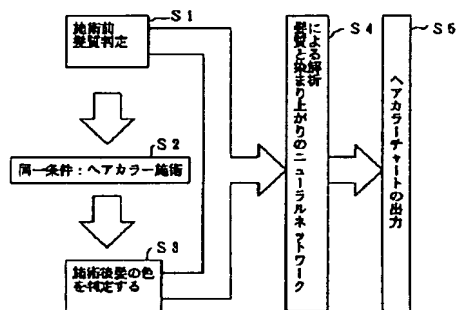 S1
施術前
髪質判定
S2
同一条件：ヘアカラー施術
S3
施術後髪の色
を判定する
S4
髪質と染まり上がりのニューラルネットワーク
による解析
S5
ヘアカラーチャートの出力